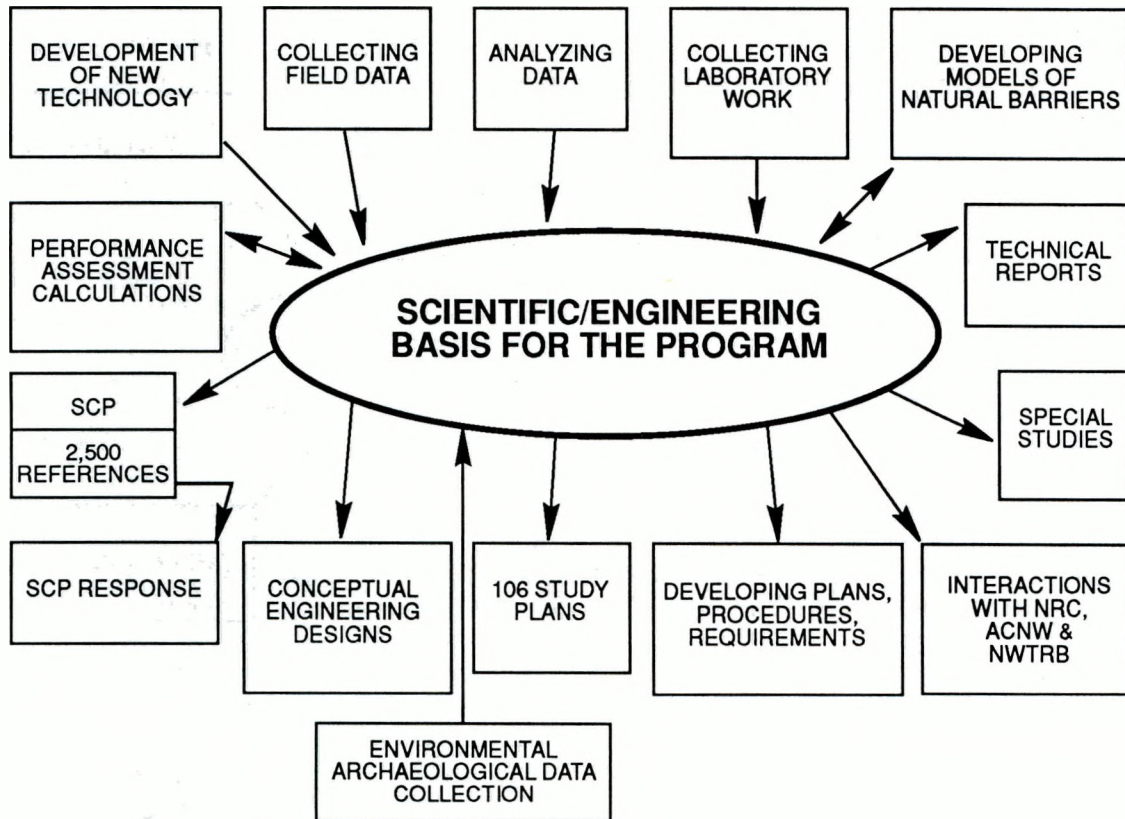 DEVELOPMENT
OF NEW
TECHNOLOGY
COLLECTING
FIELD DATA
ANALYZING
DATA
COLLECTING
LABORATORY
WORK
DEVELOPING
MODELS OF
NATURAL BARRIERS
PERFORMANCE
ASSESSMENT
CALCULATIONS
SCIENTIFIC/ENGINEERING
BASIS FOR THE PROGRAM
TECHNICAL
REPORTS
SCP
2,500
REFERENCES
SPECIAL
STUDIES
SCP RESPONSE
CONCEPTUAL
ENGINEERING
DESIGNS
106 STUDY
PLANS
DEVELOPING PLANS,
PROCEDURES,
REQUIREMENTS
INTERACTIONS
WITH NRC,
ACNW &
NWTRB
ENVIRONMENTAL
ARCHAEOLOGICAL DATA
COLLECTION